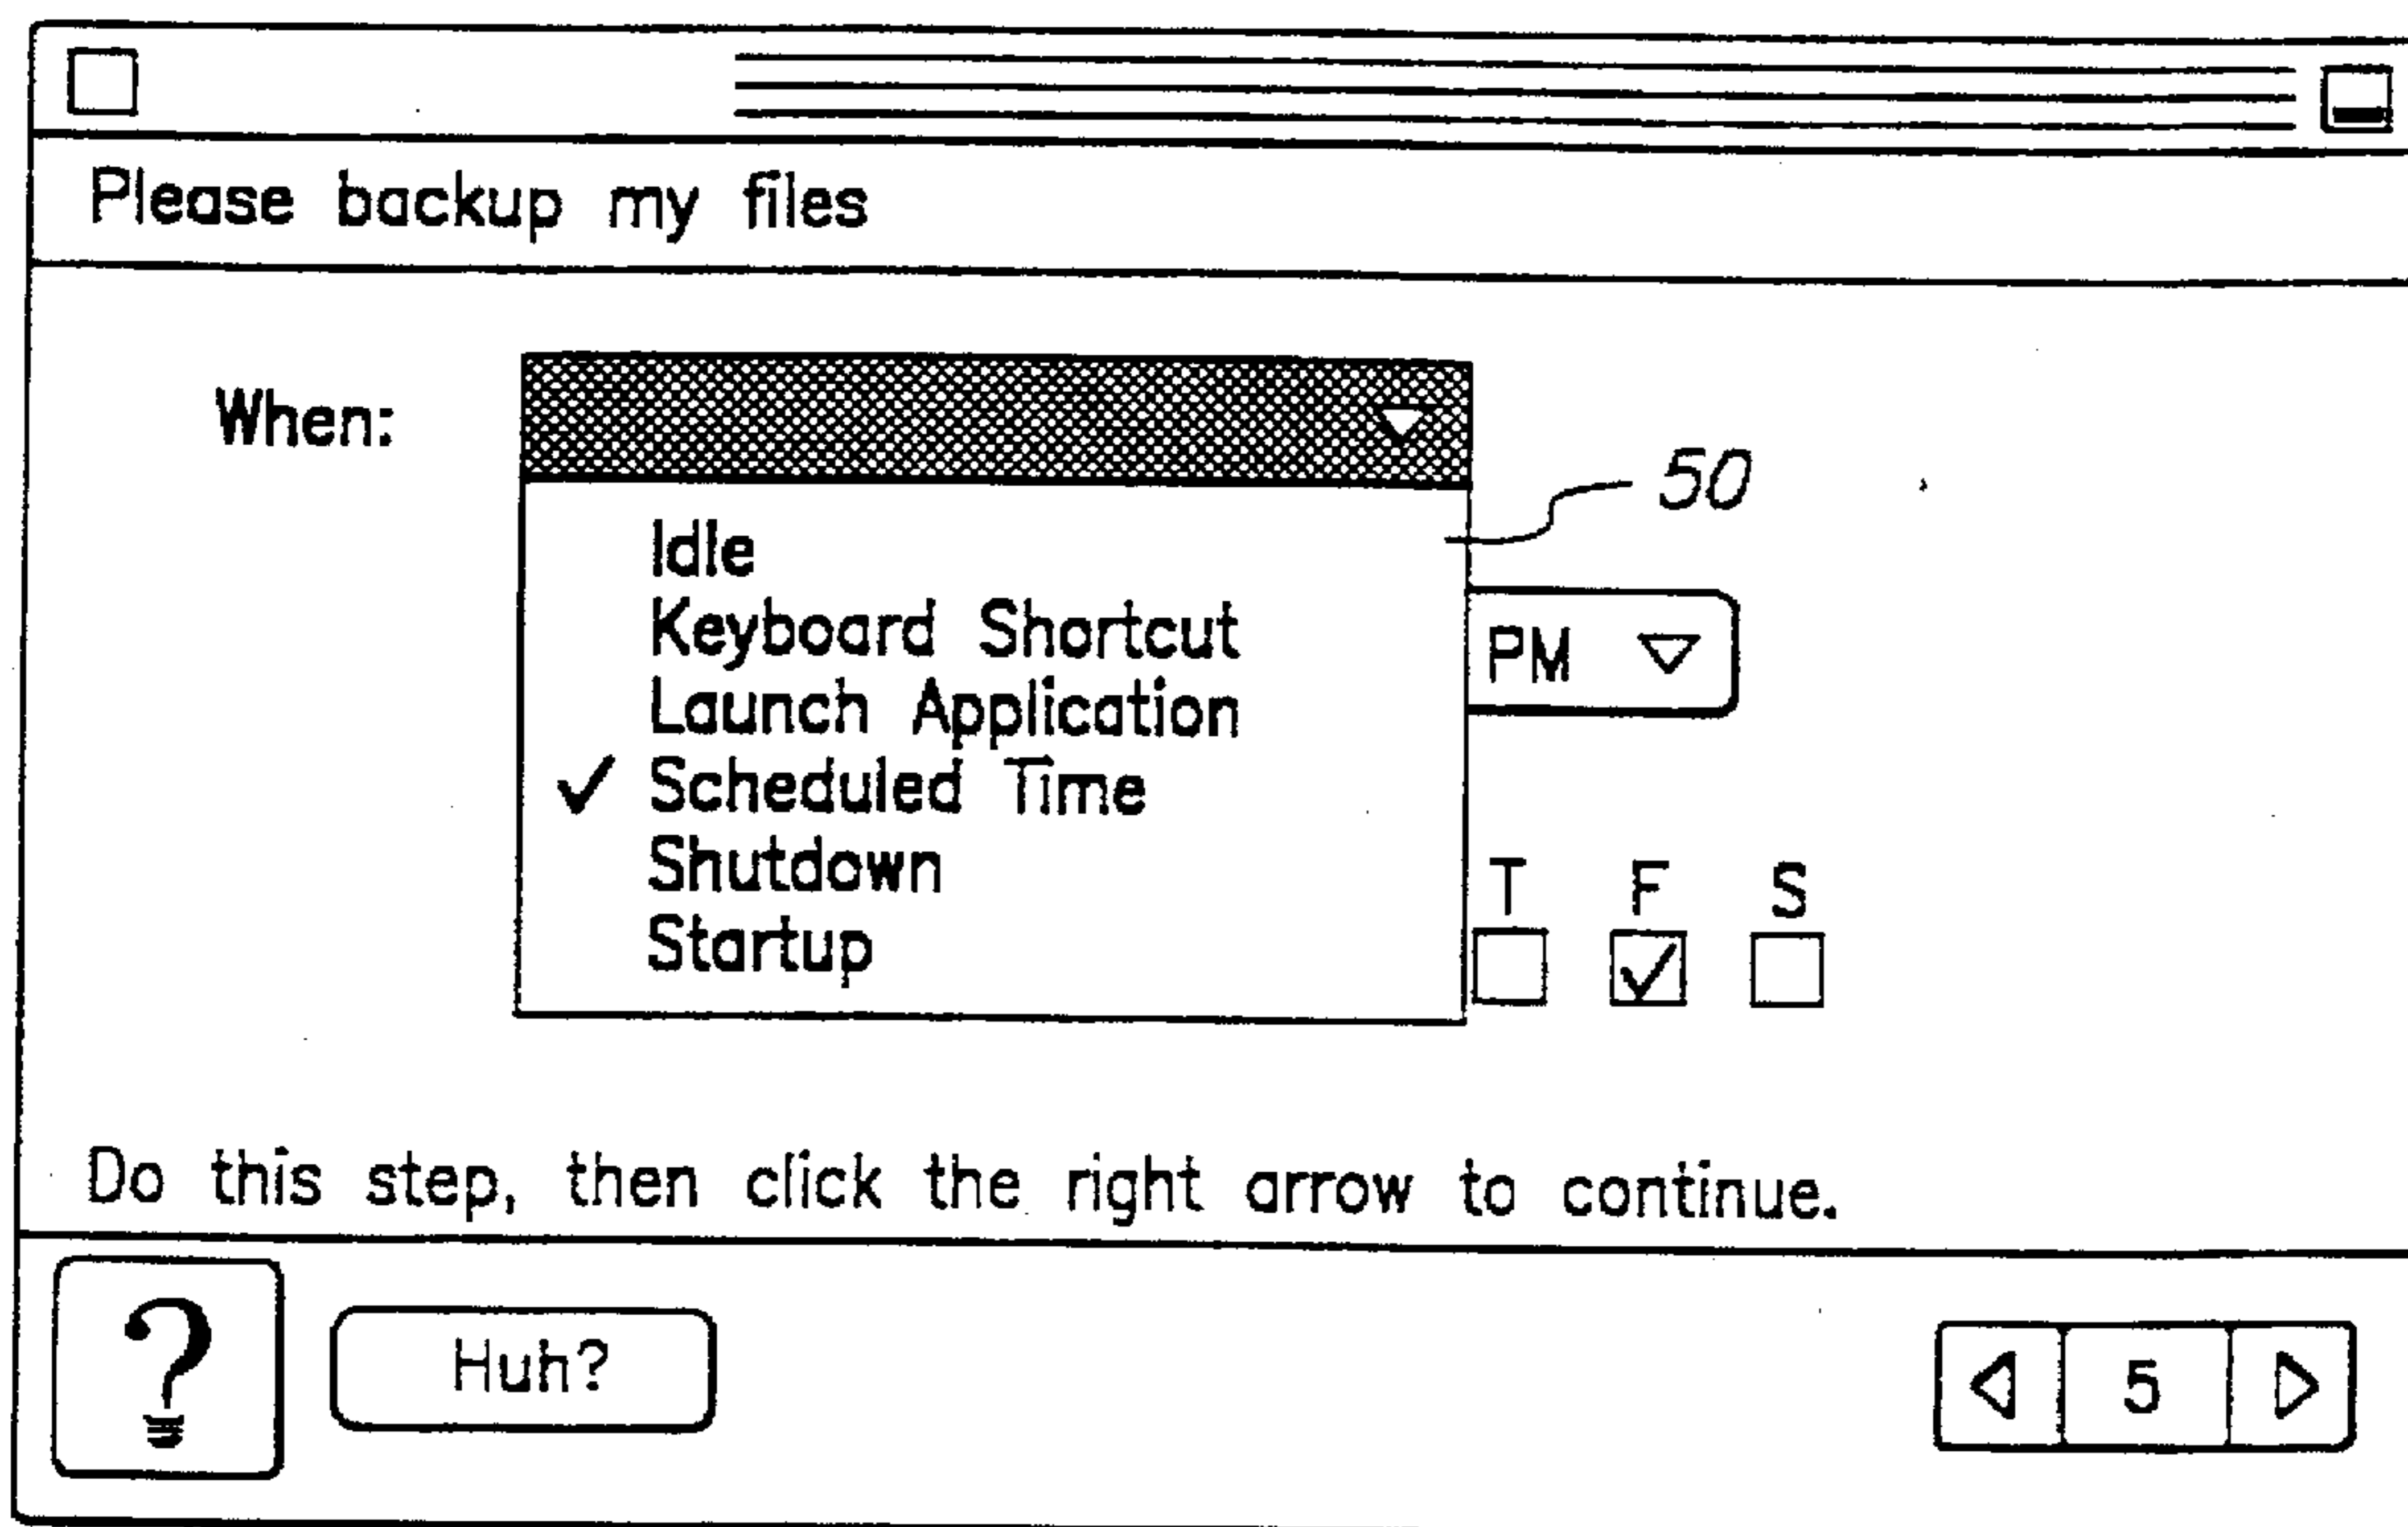 Please backup my files
When:
50
Idle
Keyboard Shortcut
PM
Launch Application
Scheduled Time
Shutdown
T F S
Startup
Do this step, then click the right arrow to continue.
?
Huh?
5